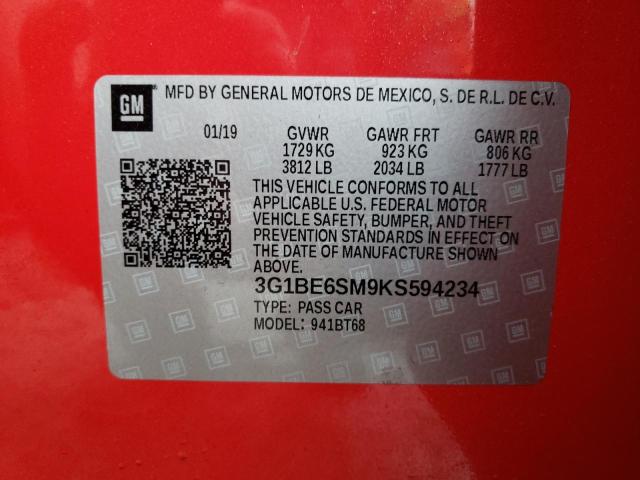 GM MFD BY GENERAL MOTORS DE MEXICO, S. DE R.L. DE C.V.
01/19 GVWR GAWR FRT GAWR RR
1729 KG 923 KG 806 KG
3812 LB 2034 LB 1777 LB
THIS VEHICLE CONFORMS TO ALL
APPLICABLE U.S. FEDERAL MOTOR
VEHICLE SAFETY, BUMPER, AND THEFT
PREVENTION STANDARDS IN EFFECT ON
THE DATE OF MANUFACTURE SHOWN
ABOVE.
3G1BE6SM9KS594234
TYPE: PASS CAR
MODEL: 941BT68